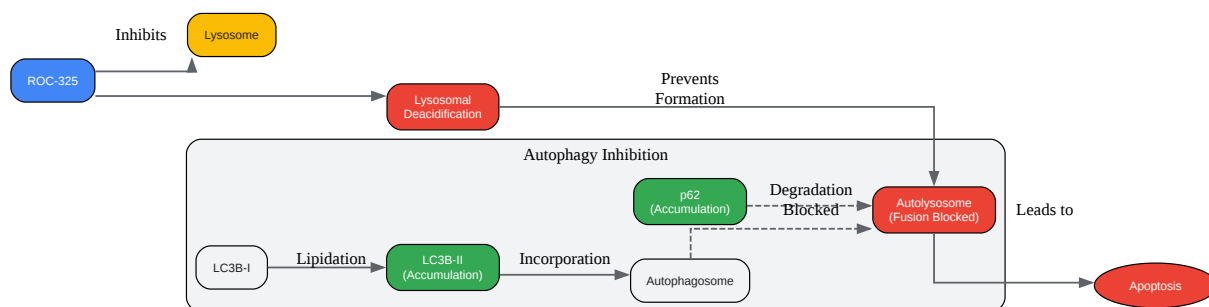 Inhibits
Lysosome
ROC-325
Lysosomal
Deacidification
Prevents
Formation
Autophagy Inhibition
p62
(Accumulation)
Degradation
Blocked
Autolysosome
(Fusion Blocked)
Leads to
LC3B-I
Lipidation
LC3B-II
(Accumulation)
Incorporation
Autophagosome
Apoptosis